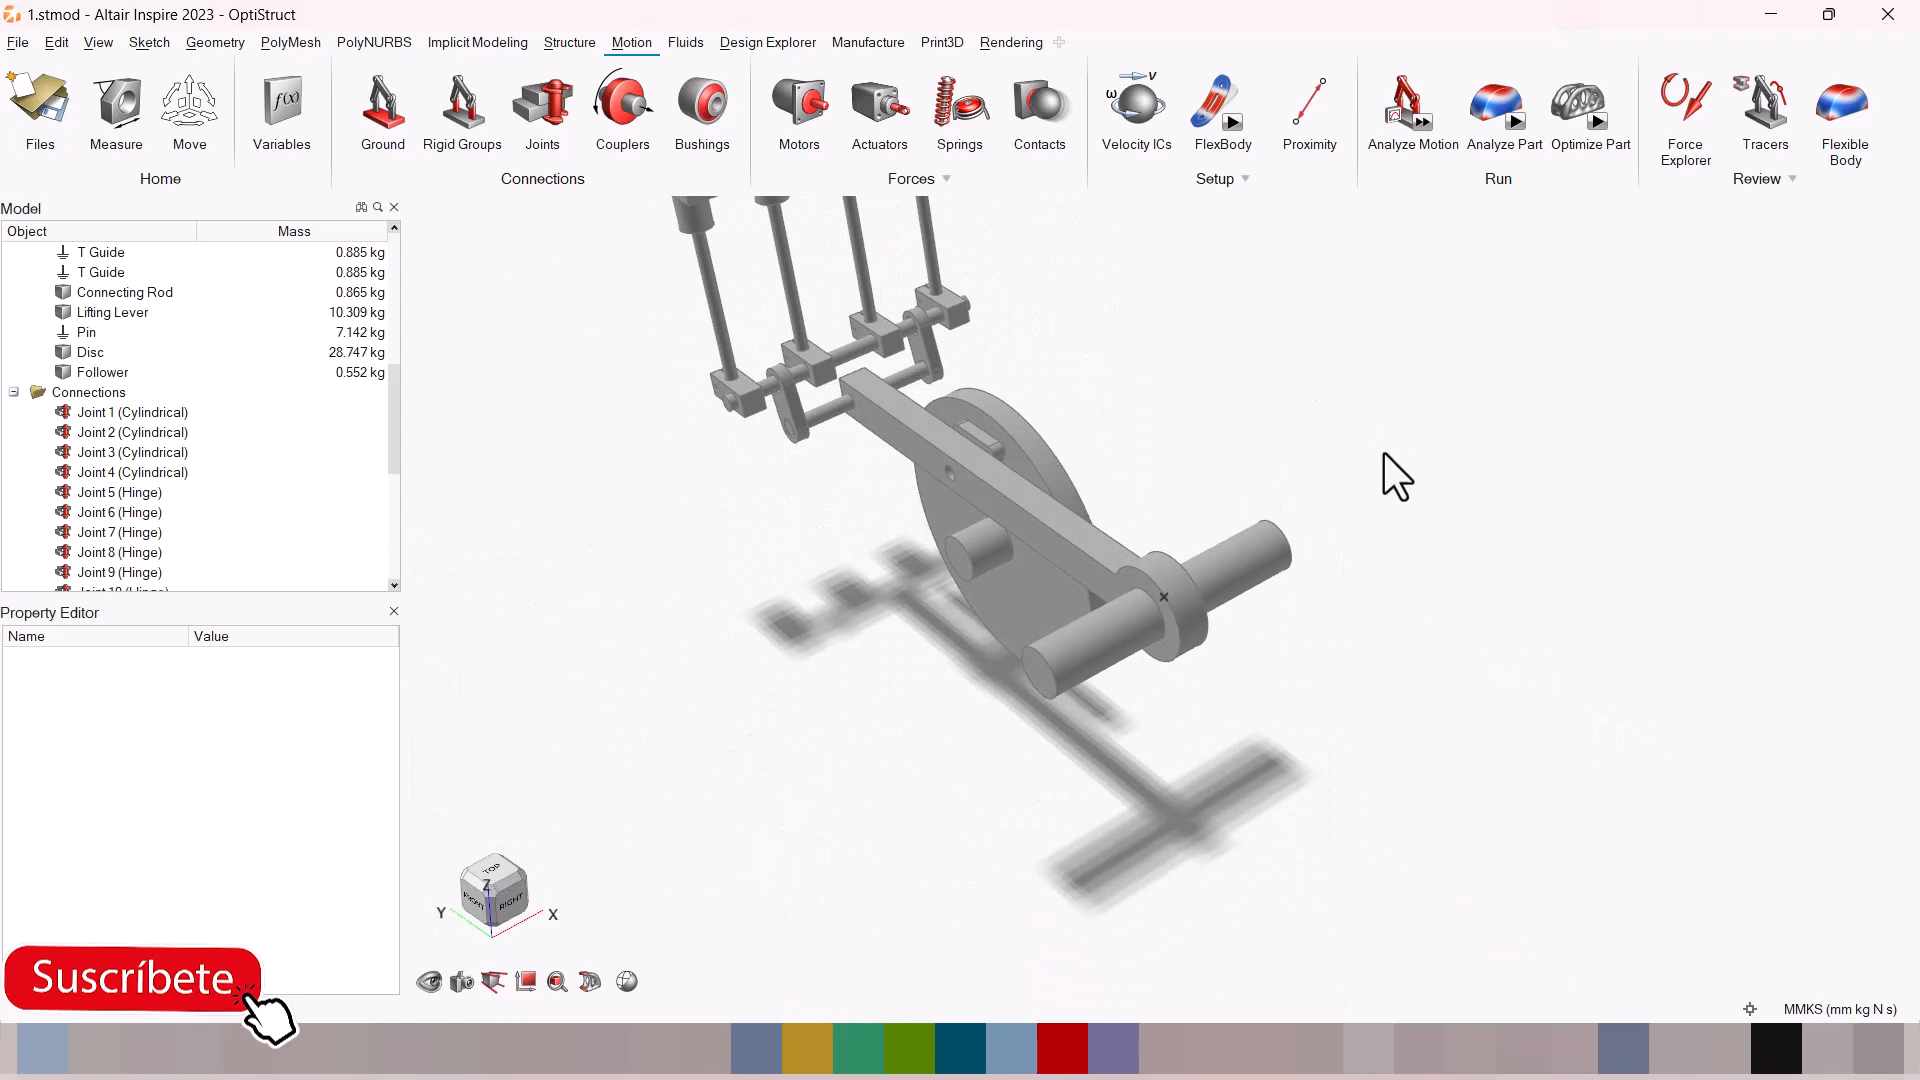 1.stmod - Altair Inspire 2023 - OptiStruct
File Edit View Sketch Geometry PolyMesh PolyNURBS Implicit Modeling Structure Motion Fluids Design Explorer Manufacture Print3D Rendering
Files Measure Move Variables Ground Rigid Groups Joints Couplers Bushings Motors Actuators Springs Contacts Velocity ICs FlexBody Proximity Analyze Motion Analyze Part Optimize Part Force Explorer Tracers Flexible Body
Home Connections Forces Setup Run Review
Model
Object Mass
T Guide 0.885 kg
T Guide 0.885 kg
Connecting Rod 0.865 kg
Lifting Lever 10.309 kg
Pin 7.142 kg
Disc 28.747 kg
Follower 0.552 kg
Connections
Joint 1 (Cylindrical)
Joint 2 (Cylindrical)
Joint 3 (Cylindrical)
Joint 4 (Cylindrical)
Joint 5 (Hinge)
Joint 6 (Hinge)
Joint 7 (Hinge)
Joint 8 (Hinge)
Joint 9 (Hinge)
Property Editor
Name Value
TOP
Z
FRONT RIGHT
Y X
Suscríbete
MMKS (mm kg N s)